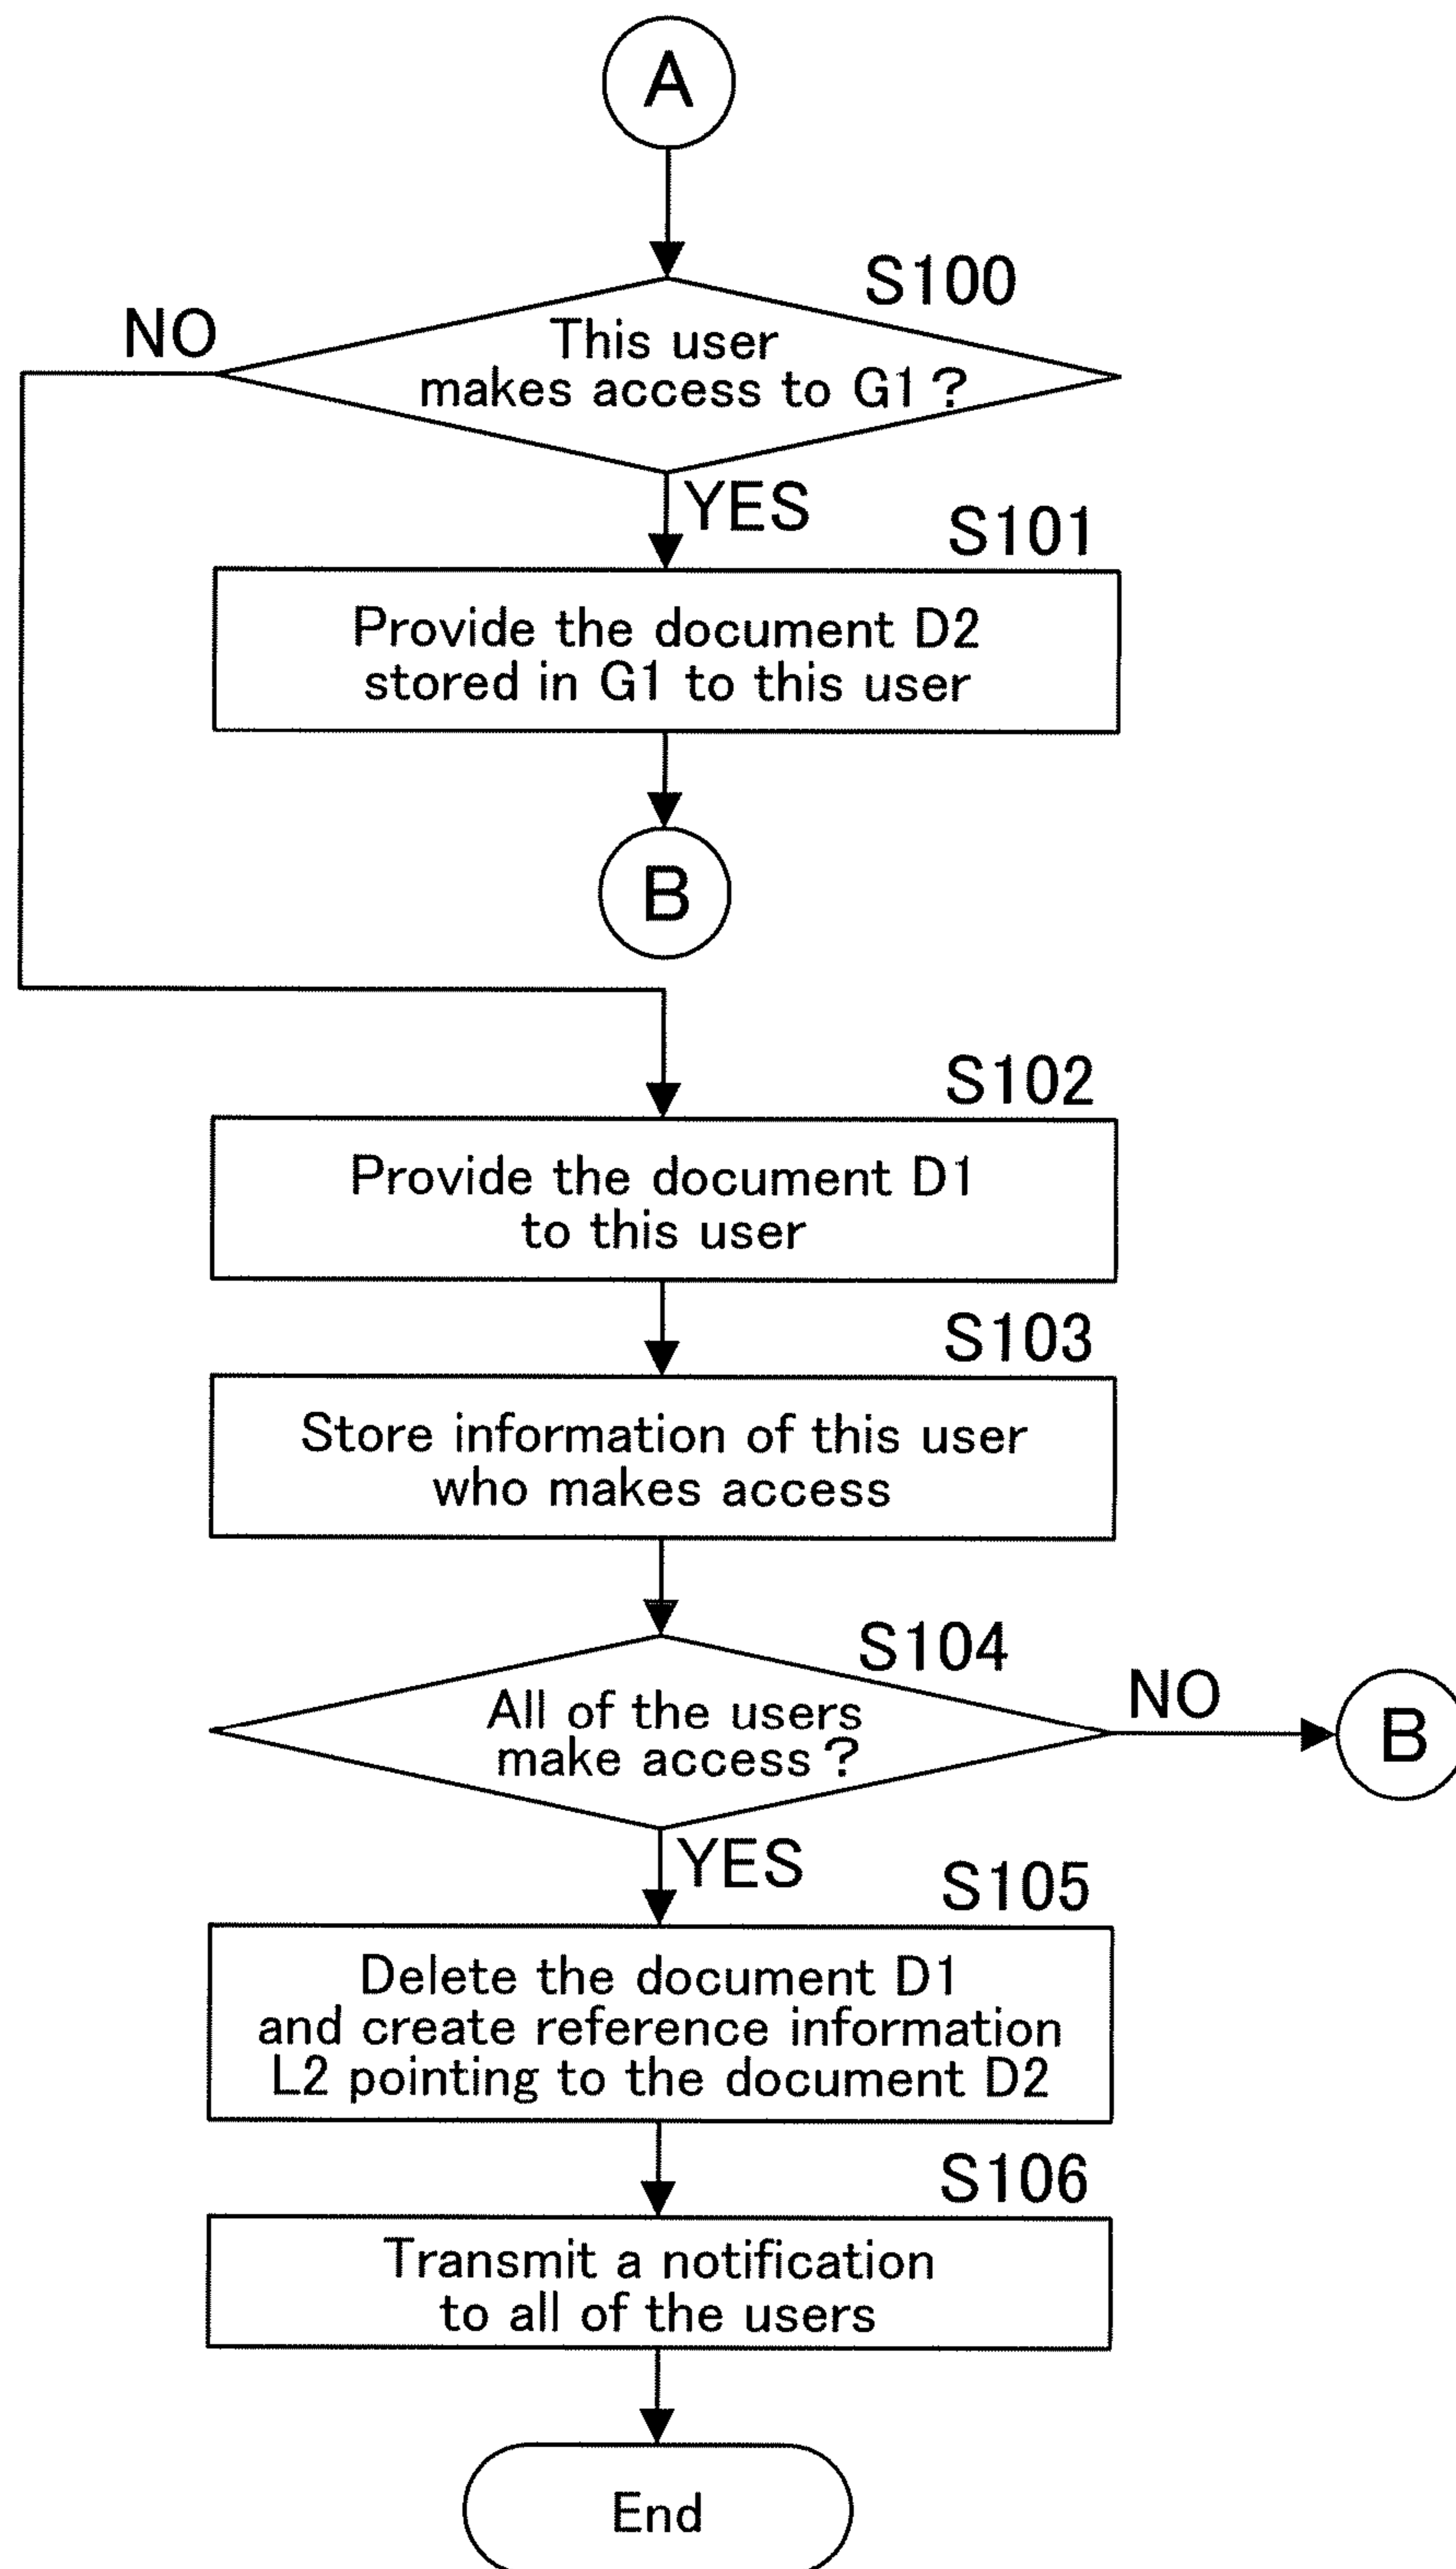 A
S100
NO
This user
makes access to G1?
YES
S101
Provide the document D2
stored in G1 to this user
B
S102
Provide the document D1
to this user
S103
Store information of this user
who makes access
S104
All of the users
make access?
NO
B
YES
S105
Delete the document D1
and create reference information
L2 pointing to the document D2
S106
Transmit a notification
to all of the users
End